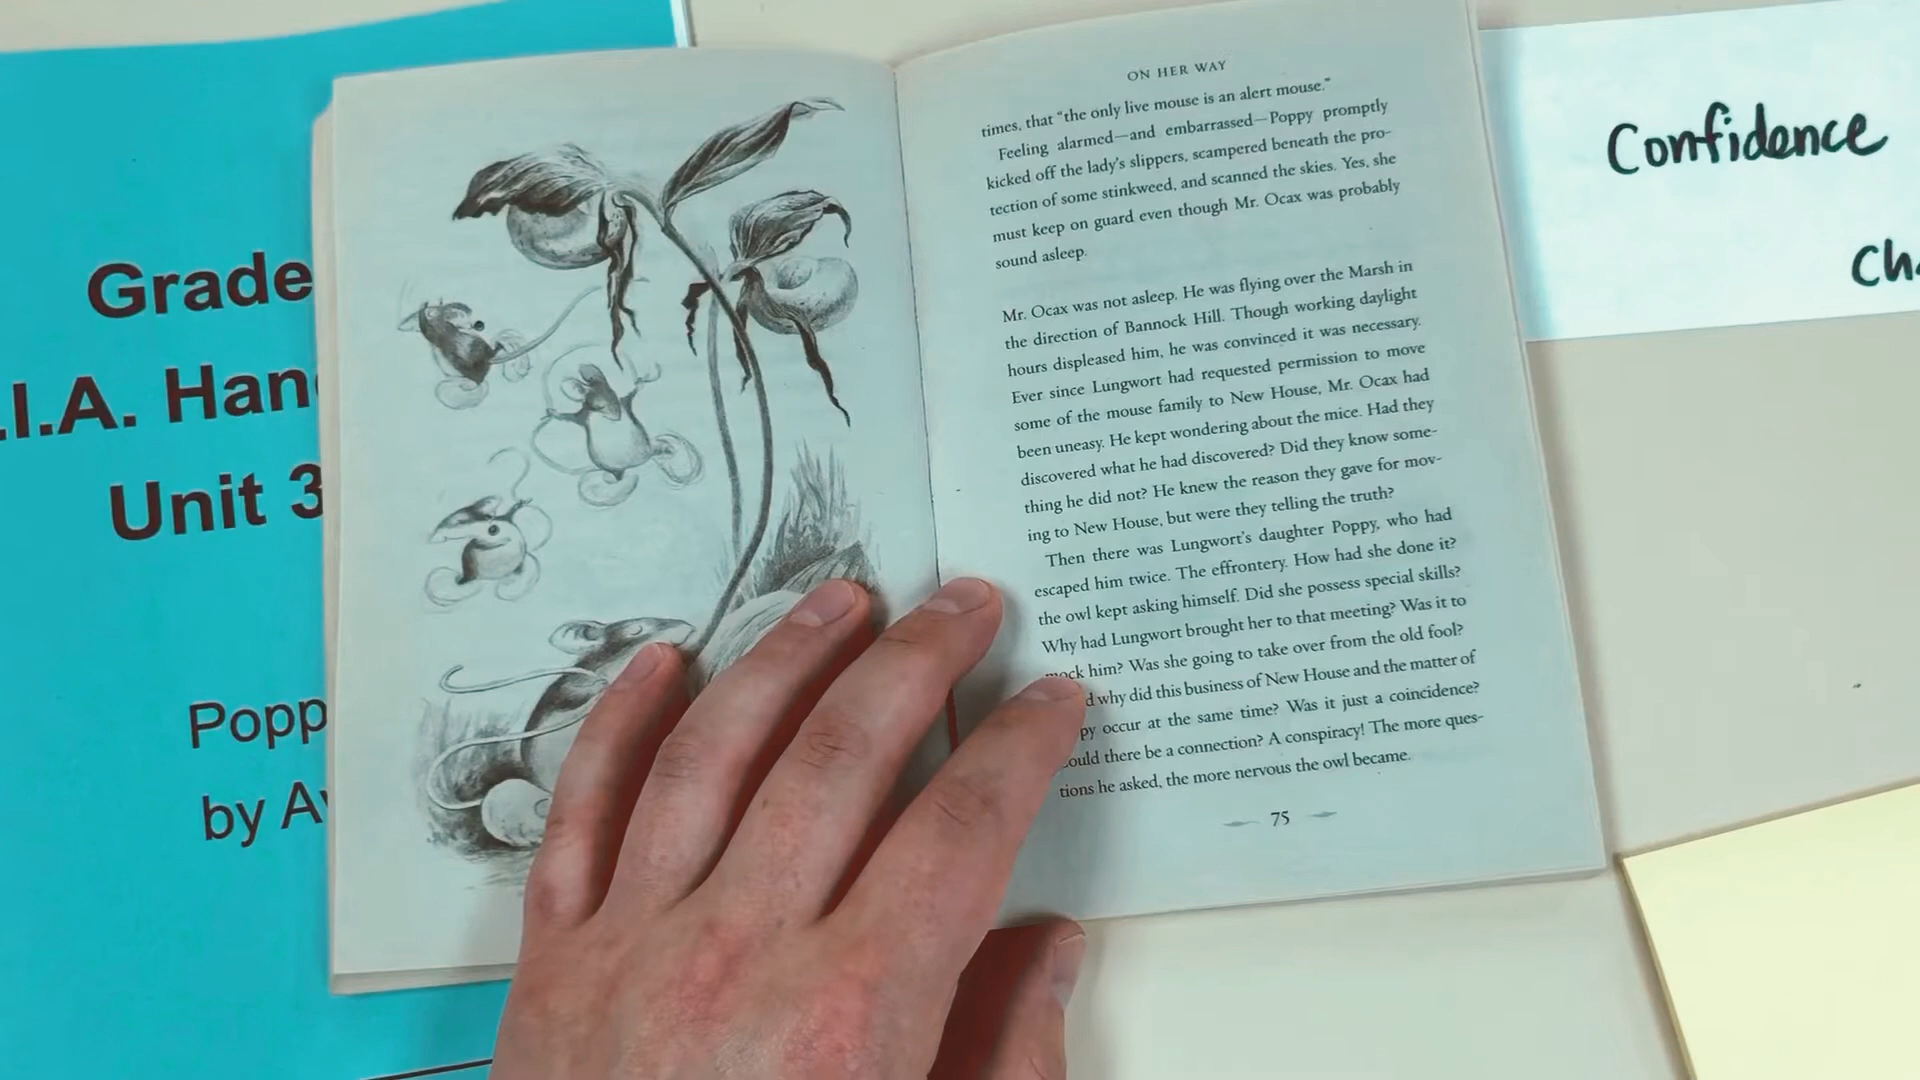 Grade
.I.A. Han
Unit 3
Popp
by A
ON HER WAY
times, that “the only live mouse is an alert mouse.”
Feeling alarmed—and embarrassed—Poppy promptly
kicked off the lady's slippers, scampered beneath the pro-
tection of some stinkweed, and scanned the skies. Yes, she
must keep on guard even though Mr. Ocax was probably
sound asleep.
Mr. Ocax was not asleep. He was flying over the Marsh in
the direction of Bannock Hill. Though working daylight
hours displeased him, he was convinced it was necessary.
Ever since Lungwort had requested permission to move
some of the mouse family to New House, Mr. Ocax had
been uneasy. He kept wondering about the mice. Had they
discovered what he had discovered? Did they know some-
thing he did not? He knew the reason they gave for mov-
ing to New House, but were they telling the truth?
Then there was Lungwort's daughter Poppy, who had
escaped him twice. The effrontery. How had she done it?
the owl kept asking himself. Did she possess special skills?
Why had Lungwort brought her to that meeting? Was it to
mock him? Was she going to take over from the old fool?
d why did this business of New House and the matter of
py occur at the same time? Was it just a coincidence?
ould there be a connection? A conspiracy! The more ques-
tions he asked, the more nervous the owl became.
75
Confidence
Ch